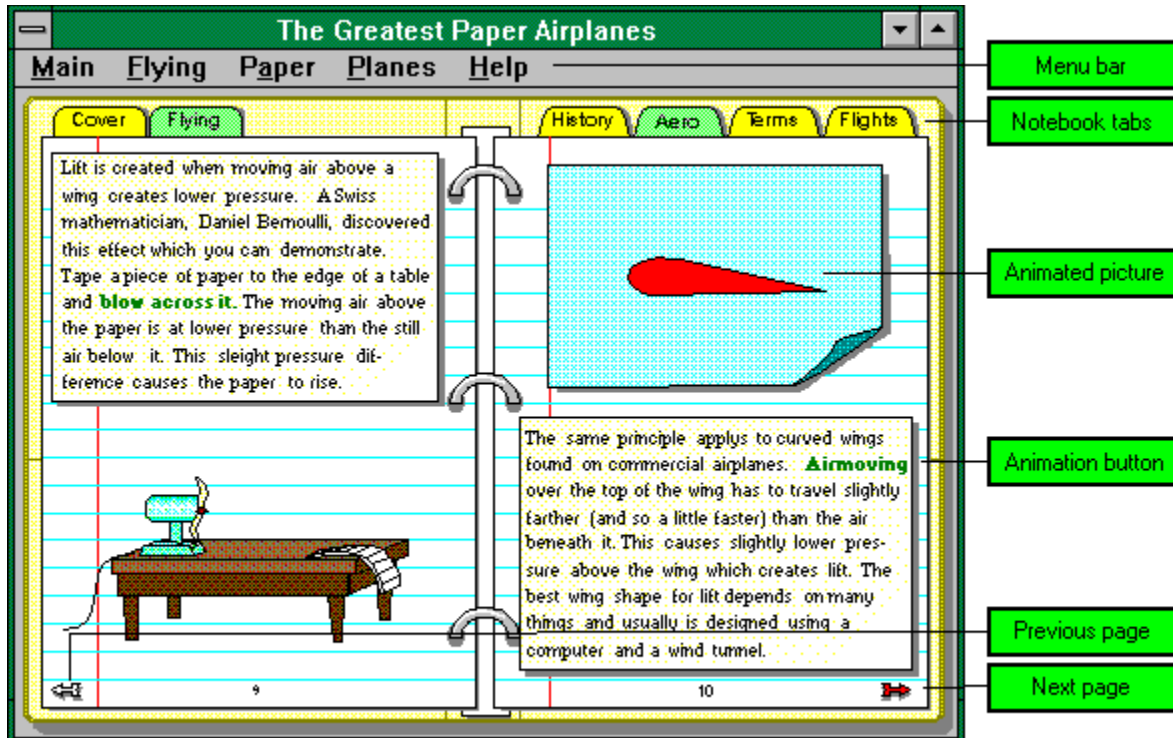 The Greatest Paper Airplanes
Main Flying Paper Planes Help
Menu bar
Cover Flying
History Aero Terms Flights
Notebook tabs
Lift is created when moving air above a
wing creates lower pressure. A Swiss
mathematician, Daniel Bernoulli, discovered
this effect which you can demonstrate.
Tape a piece of paper to the edge of a table
and blow across it. The moving air above
the paper is at lower pressure than the still
air below it. This sleight pressure dif-
ference causes the paper to rise.
Animated picture
The same principle applys to curved wings
found on commercial airplanes. Airmoving
over the top of the wing has to travel slightly
farther (and so a little faster) than the air
beneath it. This causes slightly lower pres-
sure above the wing which creates lift. The
best wing shape for lift depends on many
things and usually is designed using a
computer and a wind tunnel.
Animation button
Previous page
9
10
Next page